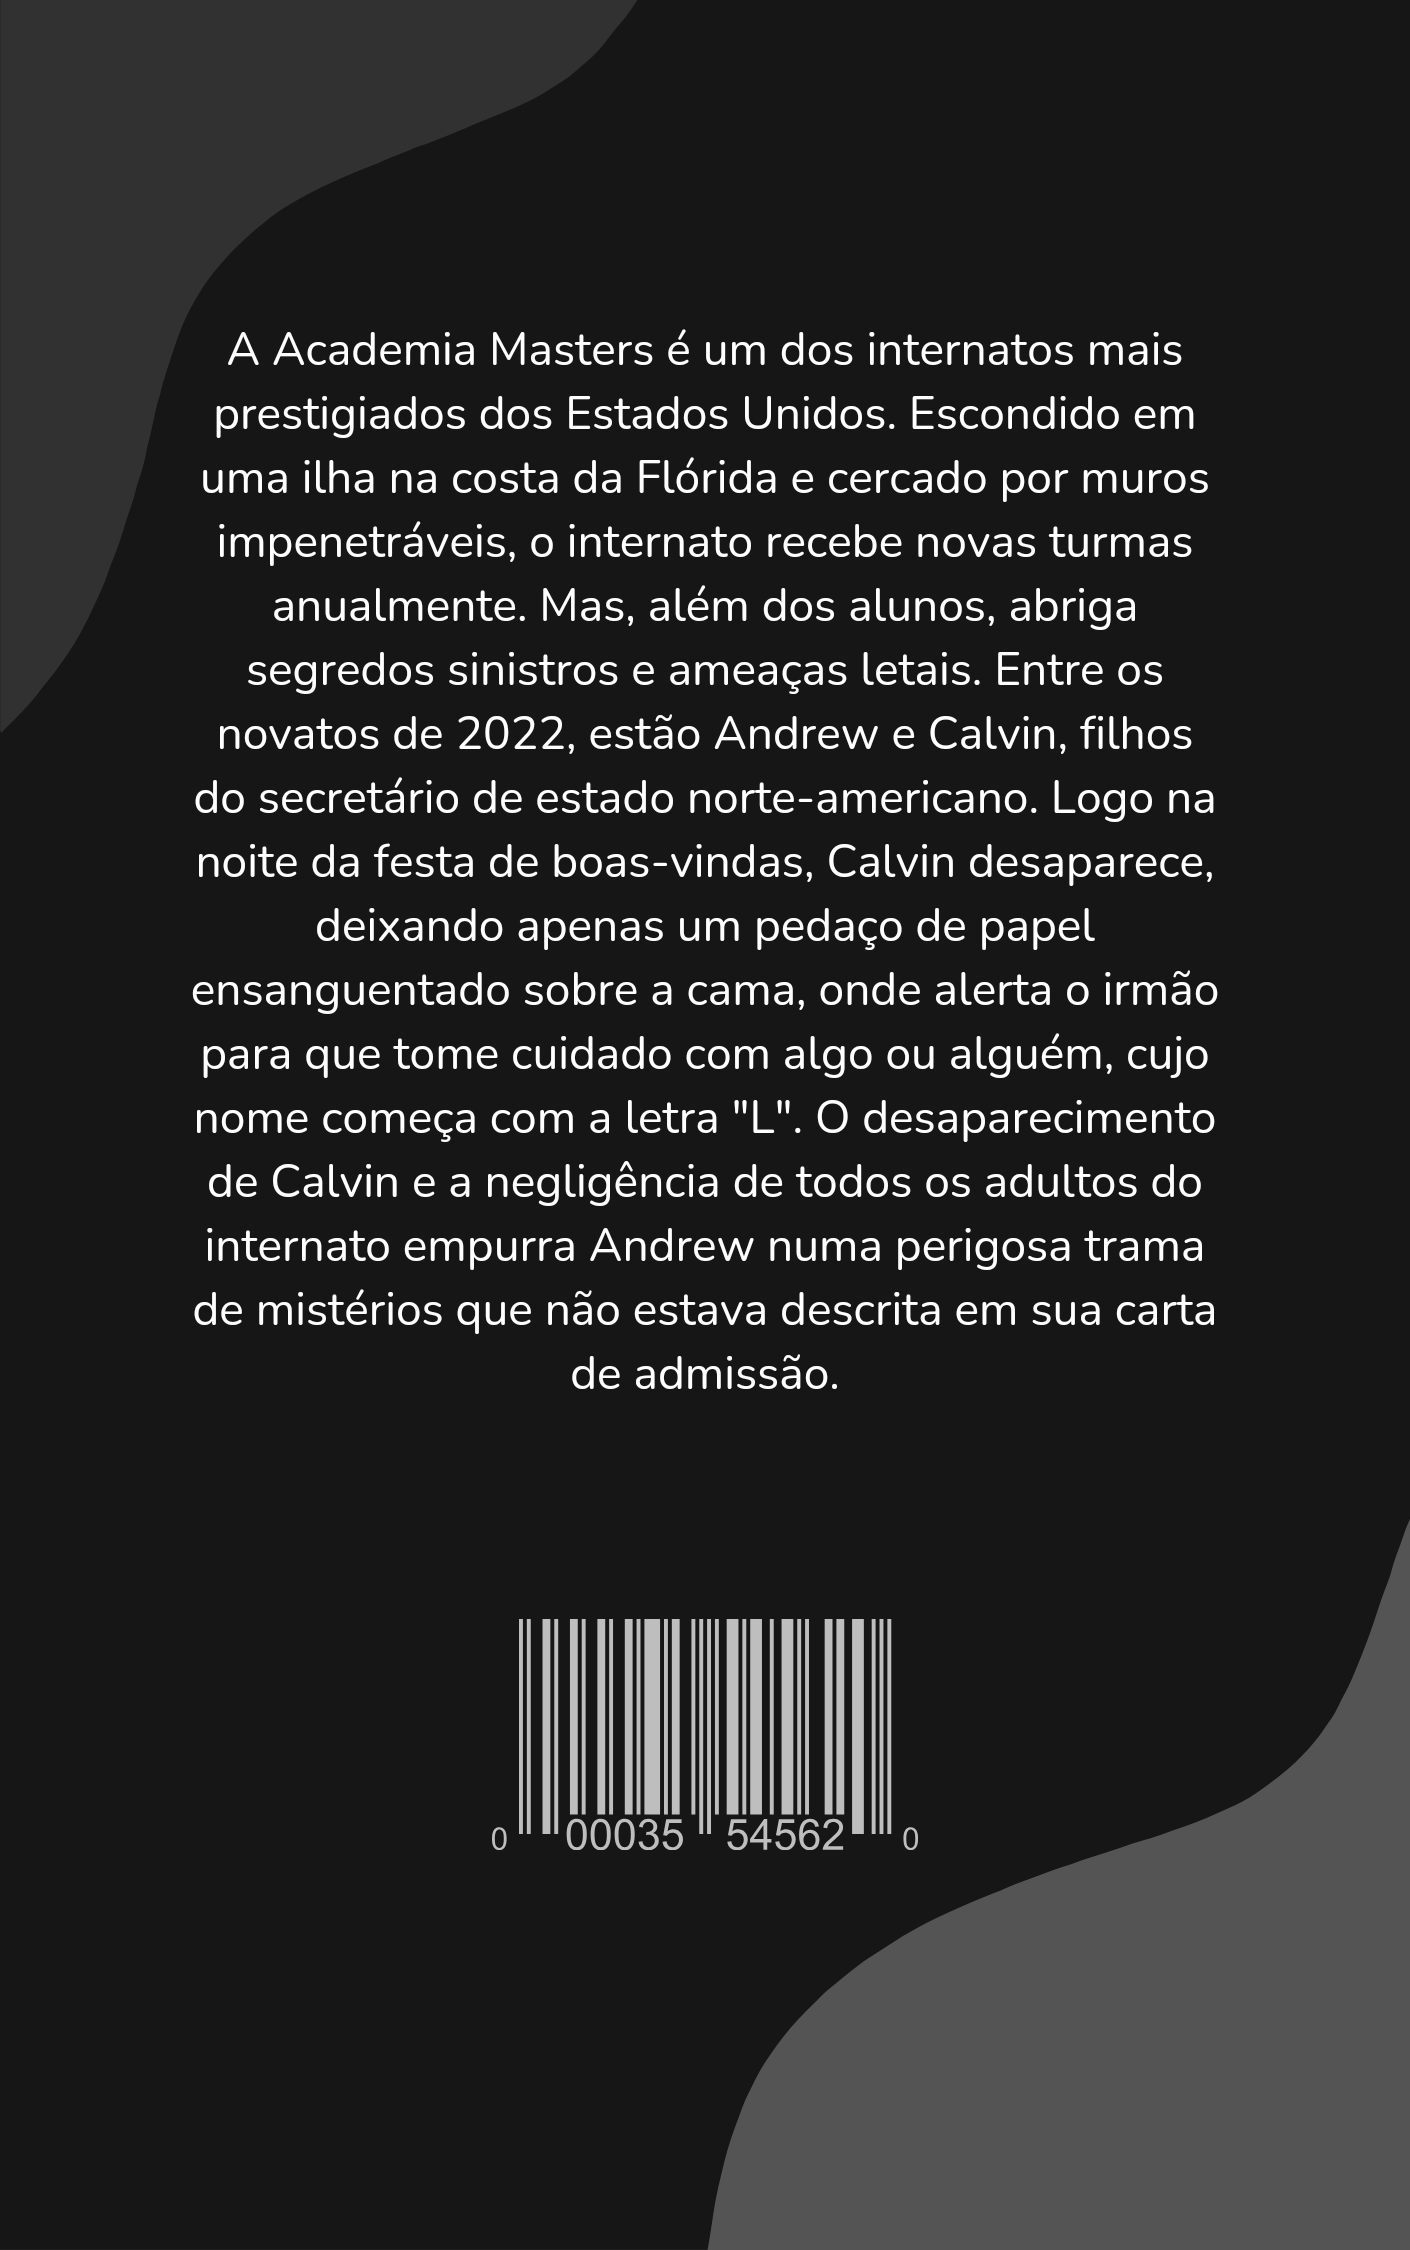 A Academia Masters é um dos internatos mais
prestigiados dos Estados Unidos. Escondido em
uma ilha na costa da Flórida e cercado por muros
impenetráveis, o internato recebe novas turmas
anualmente. Mas, além dos alunos, abriga
segredos sinistros e ameaças letais. Entre os
novatos de 2022, estão Andrew e Calvin, filhos
do secretário de estado norte-americano. Logo na
noite da festa de boas-vindas, Calvin desaparece,
deixando apenas um pedaço de papel
ensanguentado sobre a cama, onde alerta o irmão
para que tome cuidado com algo ou alguém, cujo
nome começa com a letra "L". O desaparecimento
de Calvin e a negligência de todos os adultos do
internato empurra Andrew numa perigosa trama
de mistérios que não estava descrita em sua carta
de admissão.
0 00035 54562 0